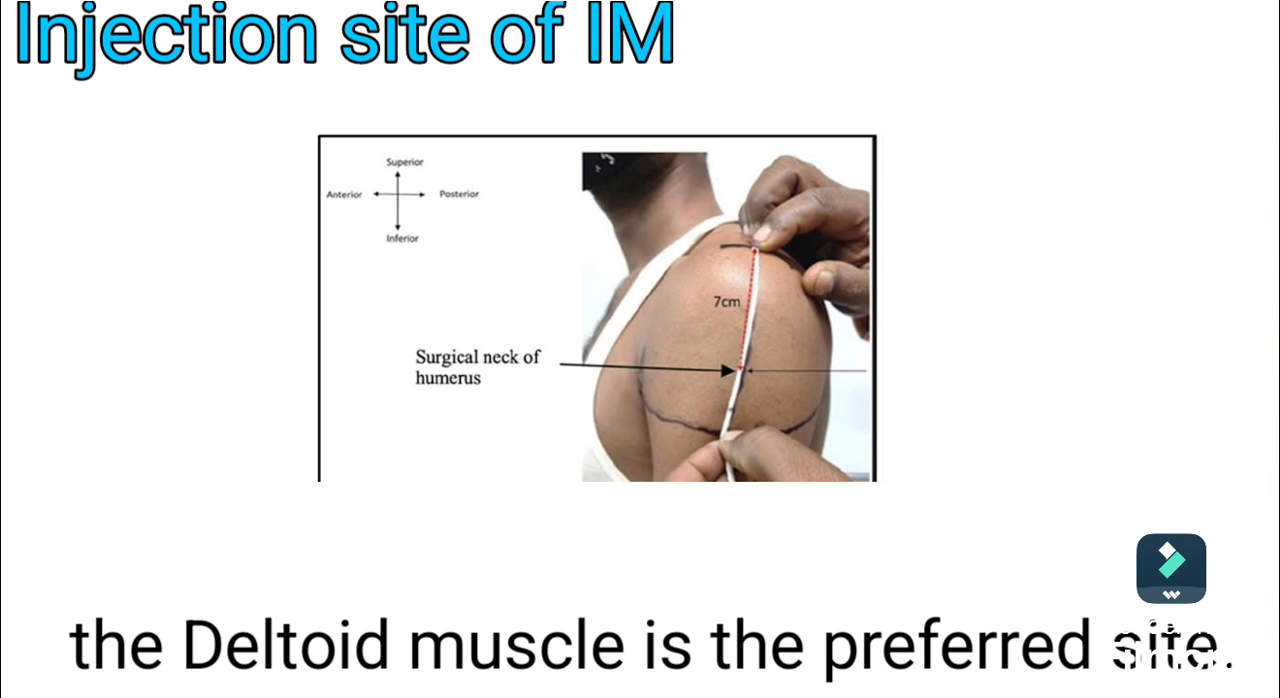 Injection site of IM
Superior
Anterior
Posterior
Inferior
7cm
Surgical neck of
humerus
the Deltoid muscle is the preferred site.